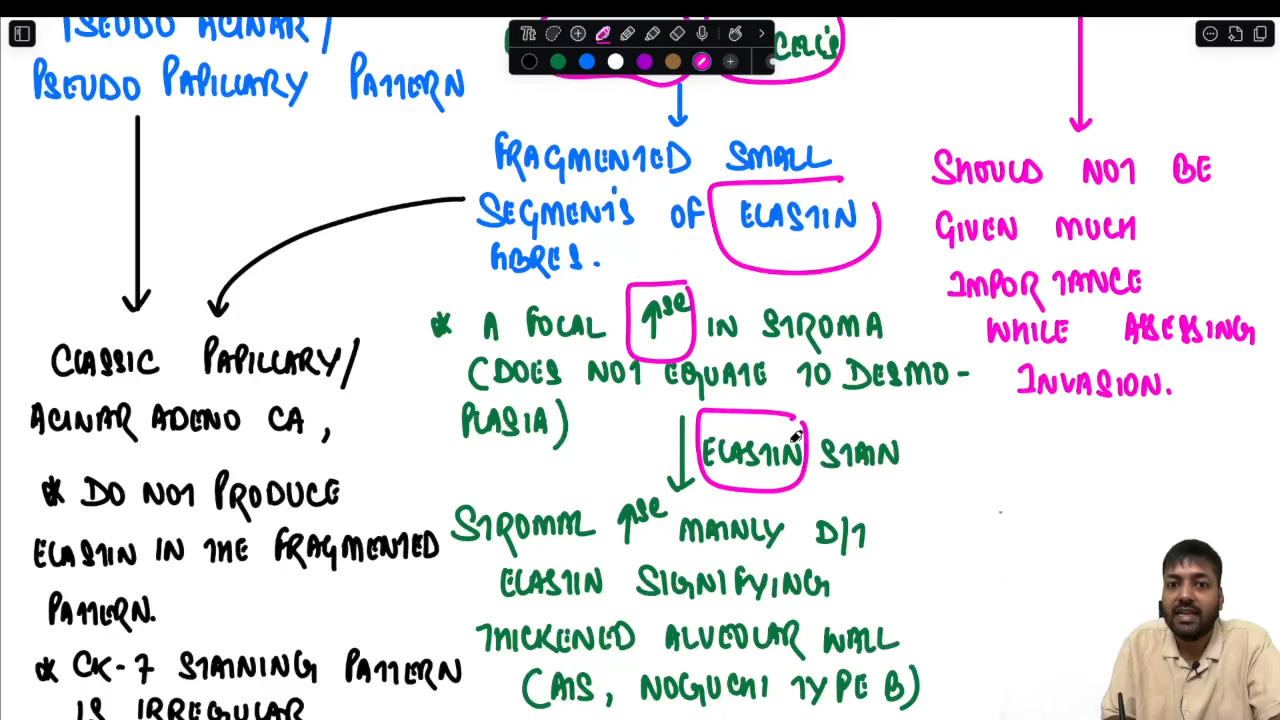 PSEUDO ACINAR /
PSEUDO PAPILLARY PATTERN
CLASSIC PAPILLARY /
ACINAR ADENO CA,
* DO NOT PRODUCE
ELASTIN IN THE FRAGMENTED
PATTERN.
* CK-7 STAINING PATTERN
IS IRREGULAR
CELLS
FRAGMENTED SMALL
SEGMENTS OF ELASTIN
FIBRES.
* A FOCAL ↑se IN STROMA
(DOES NOT EQUATE TO DESMO-
PLASIA)
ELASTIN STAIN
STROMAL ↑se MAINLY D/T
ELASTIN SIGNIFYING
THICKENED ALVEOLAR WALL
(AIS, NOGUCHI TYPE B)
SHOULD NOT BE
GIVEN MUCH
IMPORTANCE
WHILE ASSESSING
INVASION.